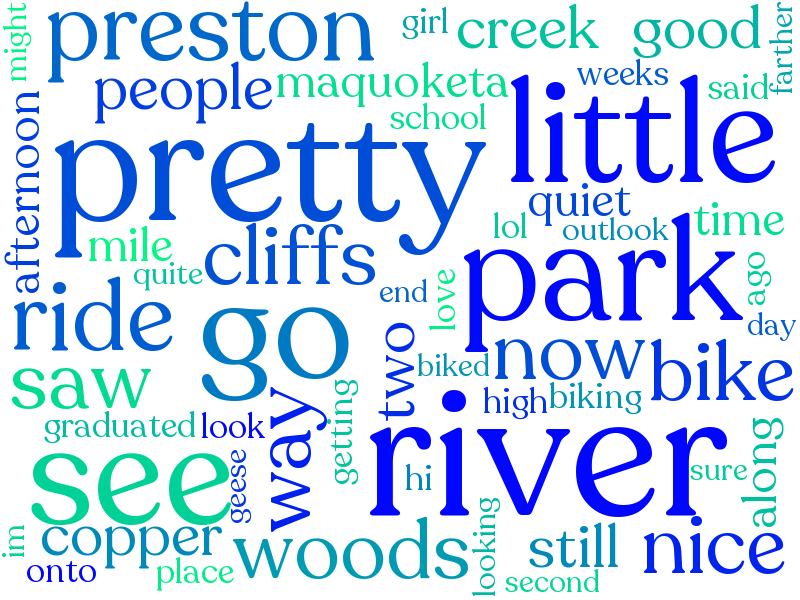 might
preston
girl
creek
good
farther
people
maquoketa
weeks
said
school
little
afternoon
pretty
quiet
lol
outlook
time
mile
quite
cliffs
park
ago
end
love
day
ride
go
two
now
biked
bike
saw
way
getting
high
biking
graduated
look
river
along
see
geese
hi
sure
im
copper
woods
looking
still
nice
onto
place
second